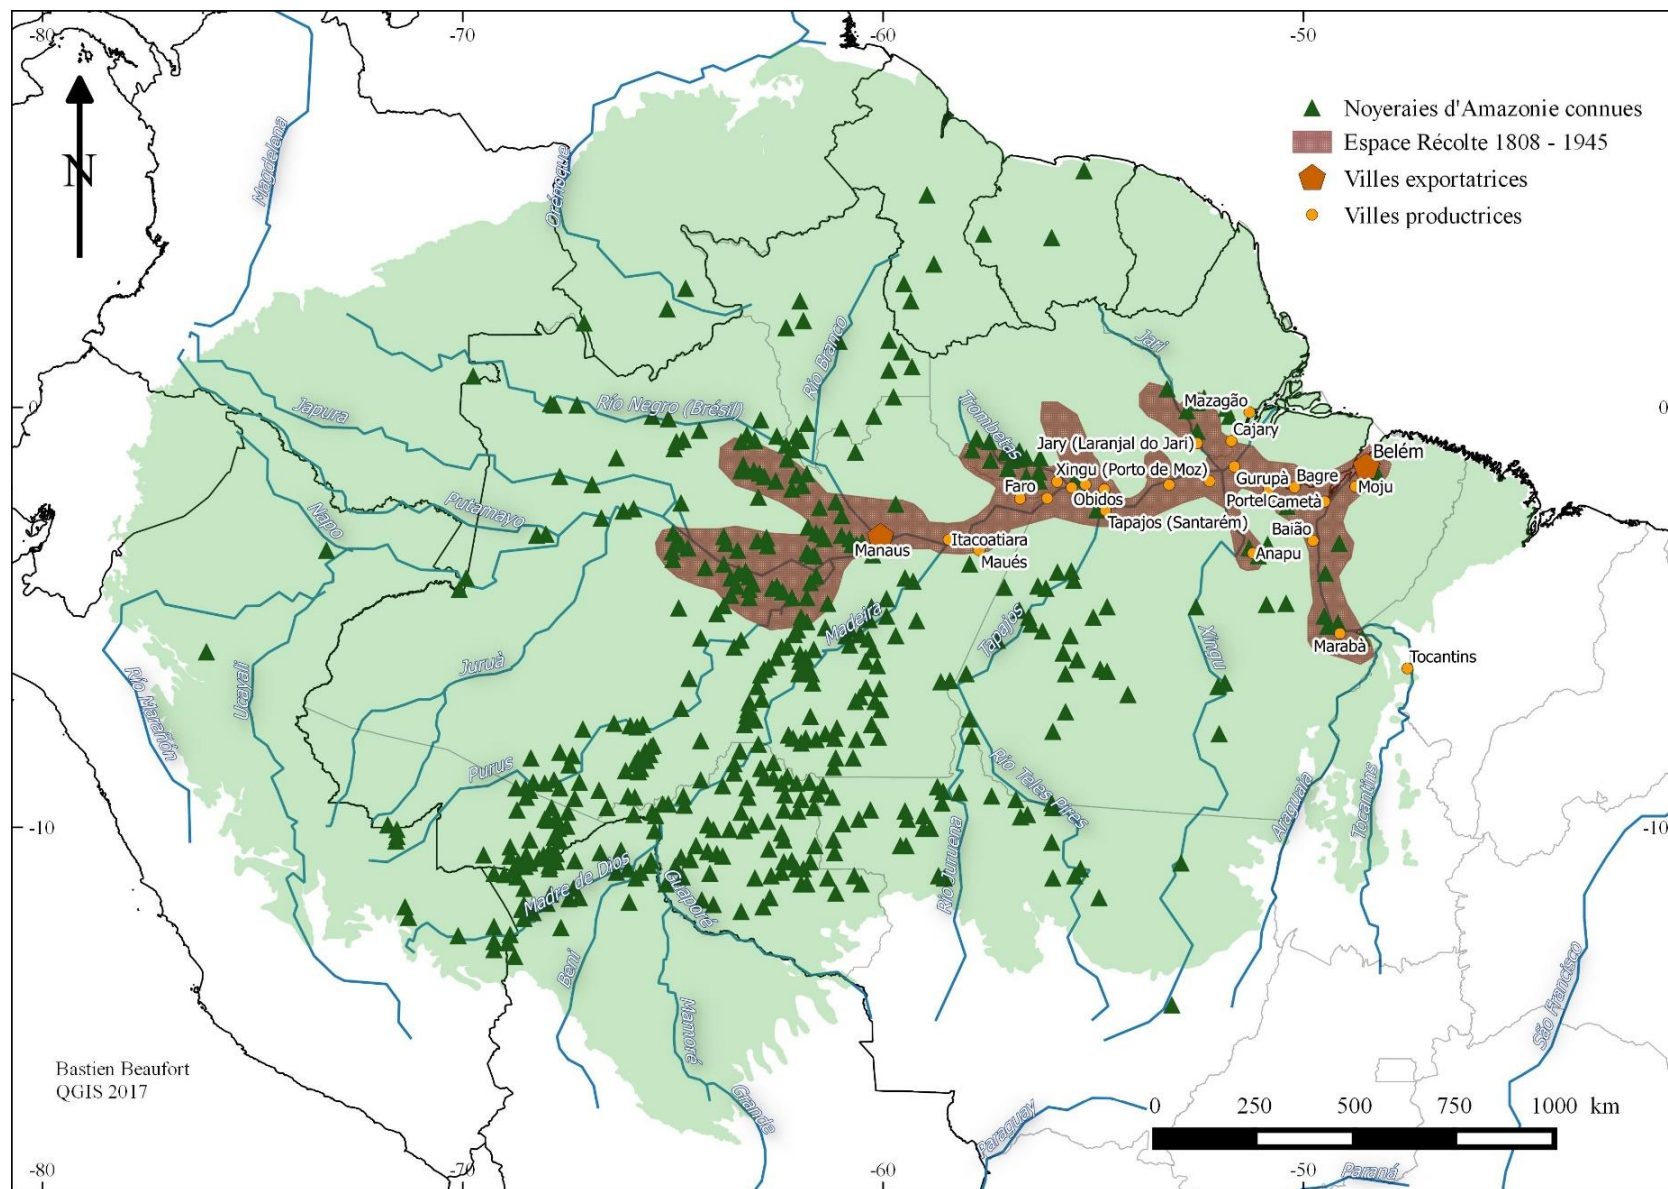 -80
-70
-60
-50
N
Magdelena
Orénoque
Noyeraies d'Amazonie connues
Espace Récolte 1808 - 1945
Villes exportatrices
Villes productrices
0
0
Japura
Río Negro (Brésil)
Rio Branco
Trombetas
Jari
Mazagão
Cajary
Jary (Laranjal do Jari)
Belém
Xingu (Porto de Moz)
Gurupà
Bagre
Moju
Faro
Obidos
Portel
Cametà
Tapajos (Santarém)
Baião
Putumayo
Napo
Itacoatiara
Manaus
Maués
Anapu
Madeira
Tapajos
Xingu
Marabà
Tocantins
Juruà
Ucayali
Río Marañón
Purus
Rio Teles Pires
Araguaia
Tocantins
-10
-10
Madre de Dios
Guaporé
Rio Juruena
Beni
Mamoré
São Francisco
Bastien Beaufort
QGIS 2017
Grande
Paraguay
0 250 500 750 1000 km
Paraná
-80
-70
-60
-50